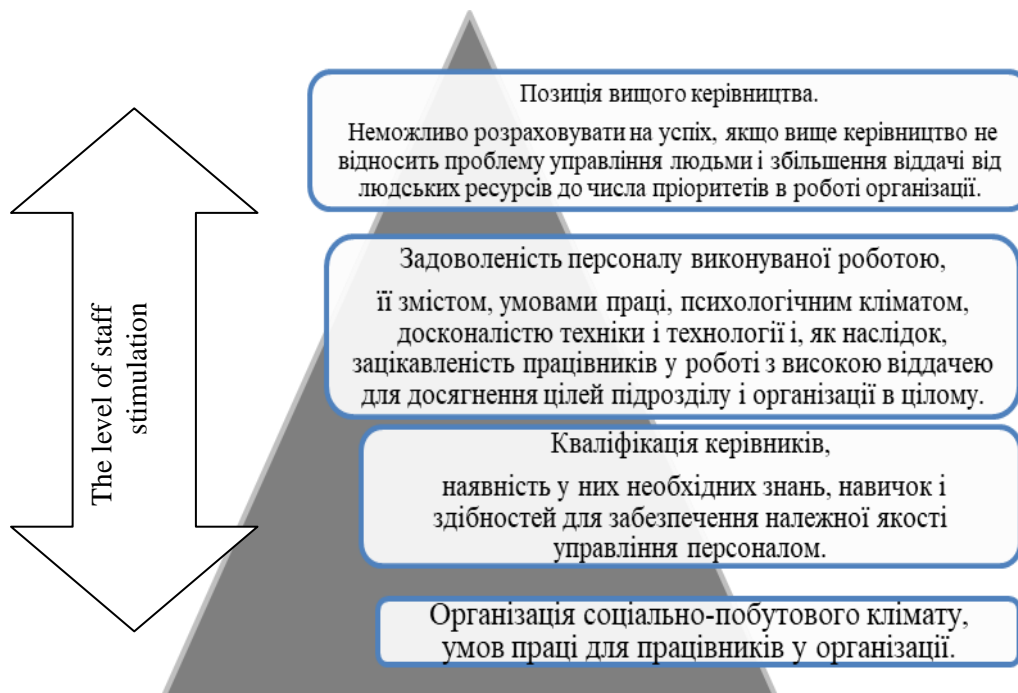 The level of staff
stimulation
Позиція вищого керівництва.
Неможливо розраховувати на успіх, якщо вище керівництво не
відносить проблему управління людьми і збільшення віддачі від
людських ресурсів до числа пріоритетів в роботі організації.
Задоволеність персоналу виконуваної роботою,
її змістом, умовами праці, психологічним кліматом,
досконалістю техніки і технології і, як наслідок,
зацікавленість працівників у роботі з високою віддачею
для досягнення цілей підрозділу і організації в цілому.
Кваліфікація керівників,
наявність у них необхідних знань, навичок і
здібностей для забезпечення належної якості
управління персоналом.
Організація соціально-побутового клімату,
умов праці для працівників у організації.